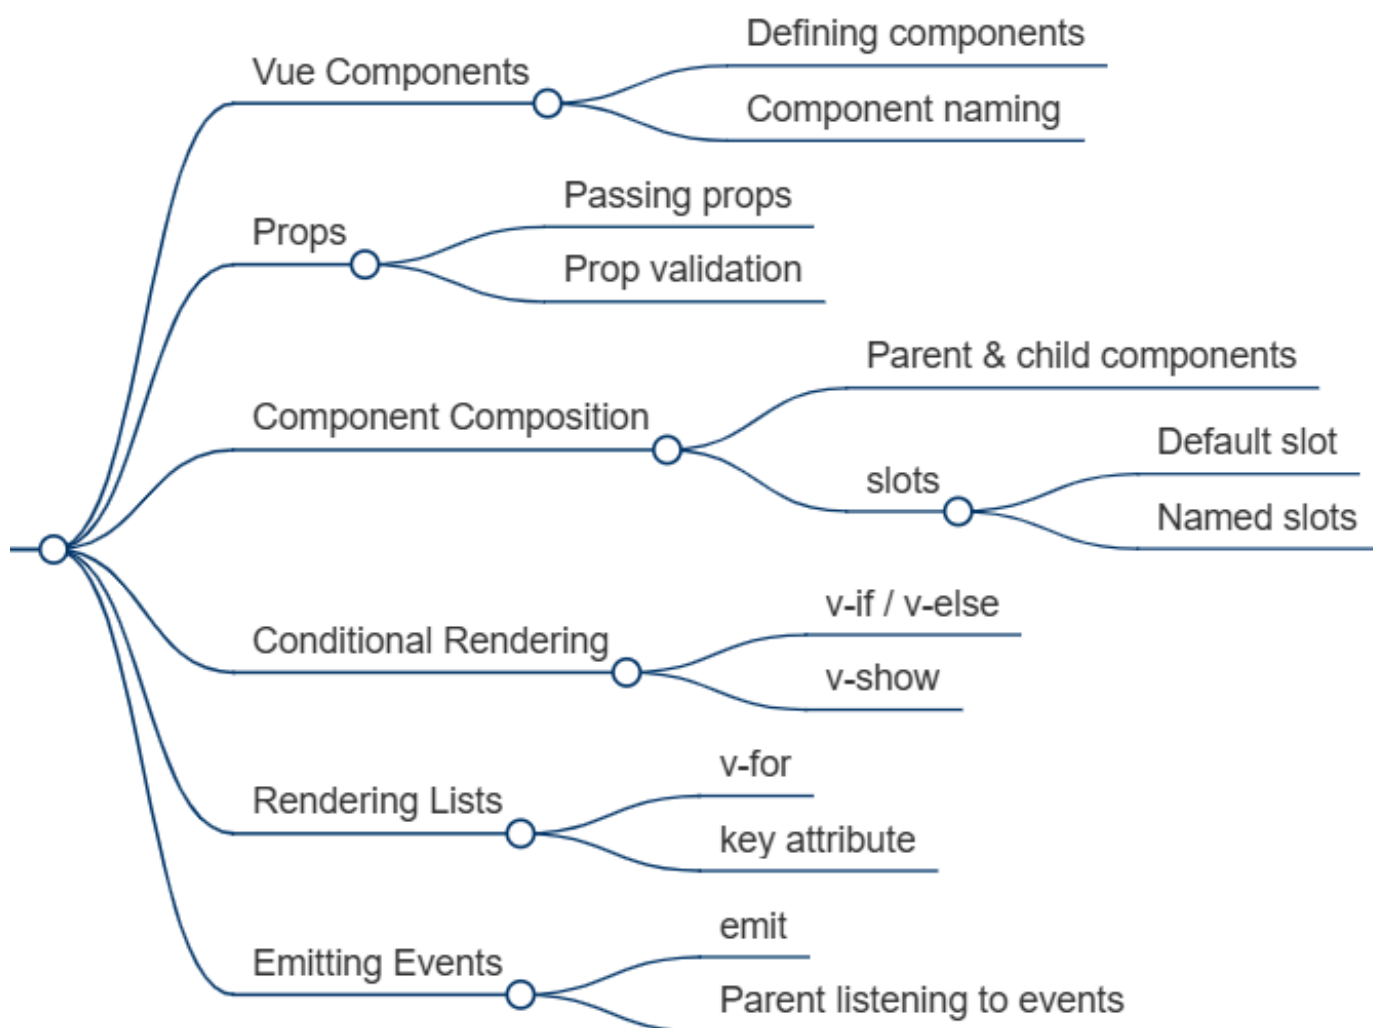 Vue Components
Defining components
Component naming
Props
Passing props
Prop validation
Component Composition
Parent & child components
slots
Default slot
Named slots
Conditional Rendering
v-if / v-else
v-show
Rendering Lists
v-for
key attribute
Emitting Events
emit
Parent listening to events